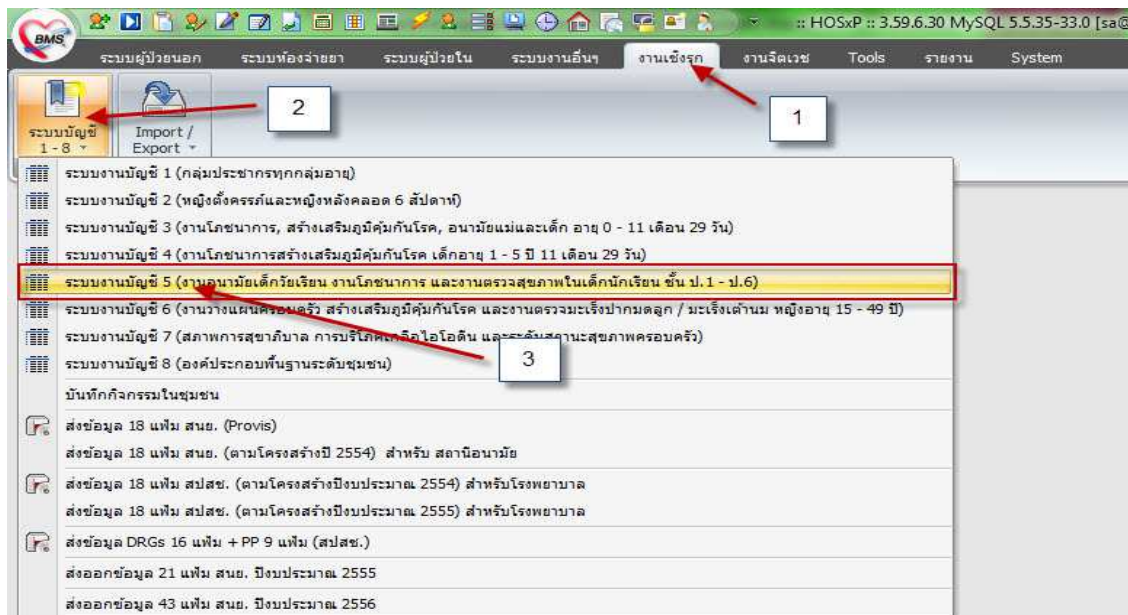 BMS
:: HOSxP :: 3.59.6.30 MySQL 5.5.35-33.0 [sa@
ระบบผู้ป่วยนอก ระบบห้องจ่ายยา ระบบผู้ป่วยใน ระบบงานอื่นๆ งานเชิงรุก งานจิตเวช Tools รายงาน System
1
2
ระบบบัญชี
1 - 8
Import /
Export
ระบบงานบัญชี 1 (กลุ่มประชากรทุกกลุ่มอายุ)
ระบบงานบัญชี 2 (หญิงตั้งครรภ์และหญิงหลังคลอด 6 สัปดาห์)
ระบบงานบัญชี 3 (งานโภชนาการ, สร้างเสริมภูมิคุ้มกันโรค, อนามัยแม่และเด็ก อายุ 0 - 11 เดือน 29 วัน)
ระบบงานบัญชี 4 (งานโภชนาการสร้างเสริมภูมิคุ้มกันโรค เด็กอายุ 1 - 5 ปี 11 เดือน 29 วัน)
ระบบงานบัญชี 5 (งานอนามัยเด็กวัยเรียน งานโภชนาการ และงานตรวจสุขภาพในเด็กนักเรียน ชั้น ป.1 - ป.6)
ระบบงานบัญชี 6 (งานวางแผนครอบครัว สร้างเสริมภูมิคุ้มกันโรค และงานตรวจมะเร็งปากมดลูก / มะเร็งเต้านม หญิงอายุ 15 - 49 ปี)
ระบบงานบัญชี 7 (สภาพการสุขาภิบาล การบริโภคเกลือไอโอดีน และระดับสถานะสุขภาพครอบครัว)
ระบบงานบัญชี 8 (องค์ประกอบพื้นฐานระดับชุมชน)
3
บันทึกกิจกรรมในชุมชน
ส่งข้อมูล 18 แฟ้ม สนย. (Provis)
ส่งข้อมูล 18 แฟ้ม สนย. (ตามโครงสร้างปี 2554) สำหรับ สถานีอนามัย
ส่งข้อมูล 18 แฟ้ม สปสช. (ตามโครงสร้างปีงบประมาณ 2554) สำหรับโรงพยาบาล
ส่งข้อมูล 18 แฟ้ม สปสช. (ตามโครงสร้างปีงบประมาณ 2555) สำหรับโรงพยาบาล
ส่งข้อมูล DRGs 16 แฟ้ม + PP 9 แฟ้ม (สปสช.)
ส่งออกข้อมูล 21 แฟ้ม สนย. ปีงบประมาณ 2555
ส่งออกข้อมูล 43 แฟ้ม สนย. ปีงบประมาณ 2556